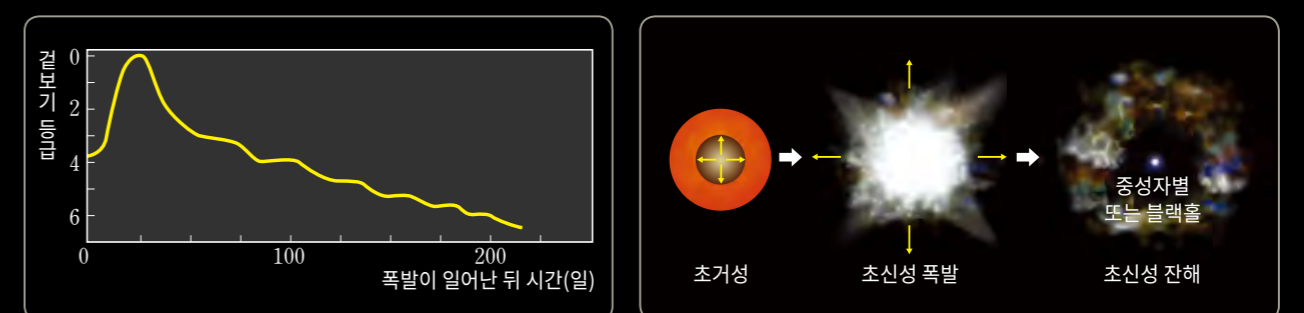 겉보기 등급
0
2
4
6
0
100
200
폭발이 일어난 뒤 시간(일)
중성자별
또는 블랙홀
초거성
초신성 폭발
초신성 잔해